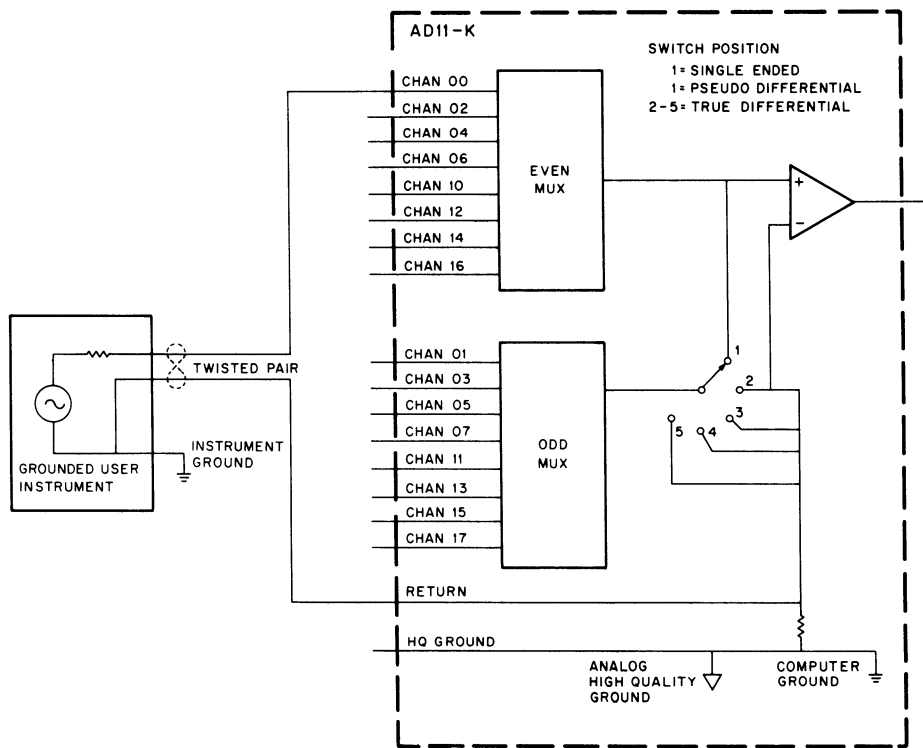 AD11-K
SWITCH POSITION
1= SINGLE ENDED
1= PSEUDO DIFFERENTIAL
2-5= TRUE DIFFERENTIAL
CHAN 00
CHAN 02
CHAN 04
CHAN 06
CHAN 10
CHAN 12
CHAN 14
CHAN 16
EVEN
MUX
+
−
CHAN 01
CHAN 03
CHAN 05
CHAN 07
CHAN 11
CHAN 13
CHAN 15
CHAN 17
ODD
MUX
1
2
3
4
5
TWISTED PAIR
INSTRUMENT
GROUND
GROUNDED USER
INSTRUMENT
RETURN
HQ GROUND
ANALOG
HIGH QUALITY
GROUND
COMPUTER
GROUND